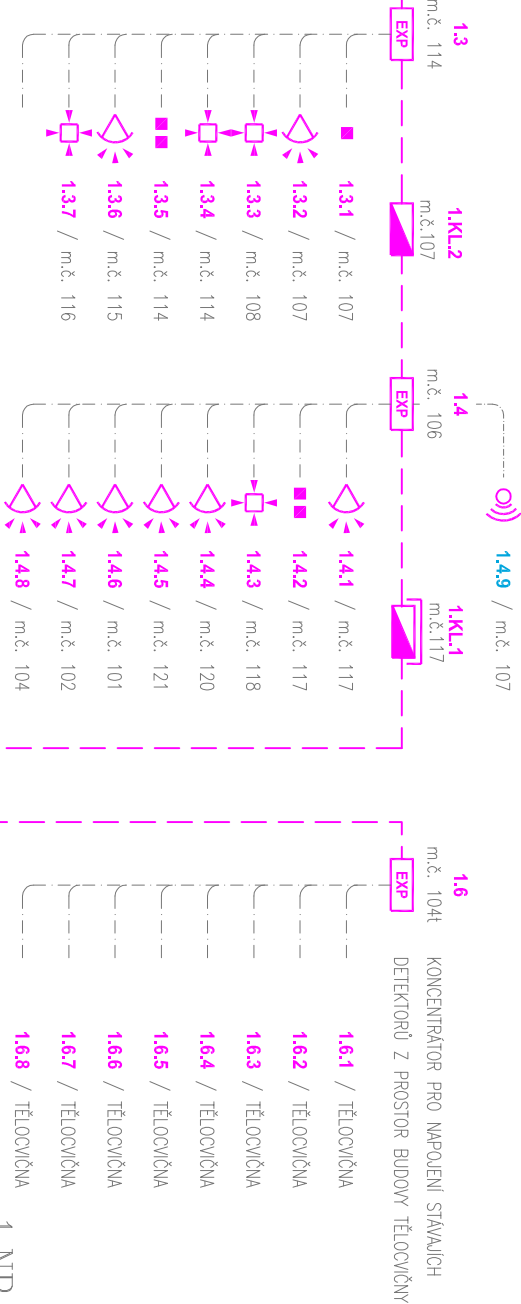 1.3
m.č. 114
EXP
1.3.1 / m.č. 107
1.3.2 / m.č. 107
1.3.3 / m.č. 108
1.3.4 / m.č. 114
1.3.5 / m.č. 114
1.3.6 / m.č. 115
1.3.7 / m.č. 116
1.KL.2
m.č.107
1.4
m.č. 106
EXP
1.4.9 / m.č. 107
1.4.1 / m.č. 117
1.4.2 / m.č. 117
1.4.3 / m.č. 118
1.4.4 / m.č. 120
1.4.5 / m.č. 121
1.4.6 / m.č. 101
1.4.7 / m.č. 102
1.4.8 / m.č. 104
1.KL.1
m.č.117
1.6
m.č. 104t
EXP
KONCENTRÁTOR PRO NAPOJENÍ STÁVAJÍCÍCH
DETEKTORŮ Z PROSTOR BUDOVY TĚLOCVIČNY
1.6.1 / TĚLOCVIČNA
1.6.2 / TĚLOCVIČNA
1.6.3 / TĚLOCVIČNA
1.6.4 / TĚLOCVIČNA
1.6.5 / TĚLOCVIČNA
1.6.6 / TĚLOCVIČNA
1.6.7 / TĚLOCVIČNA
1.6.8 / TĚLOCVIČNA